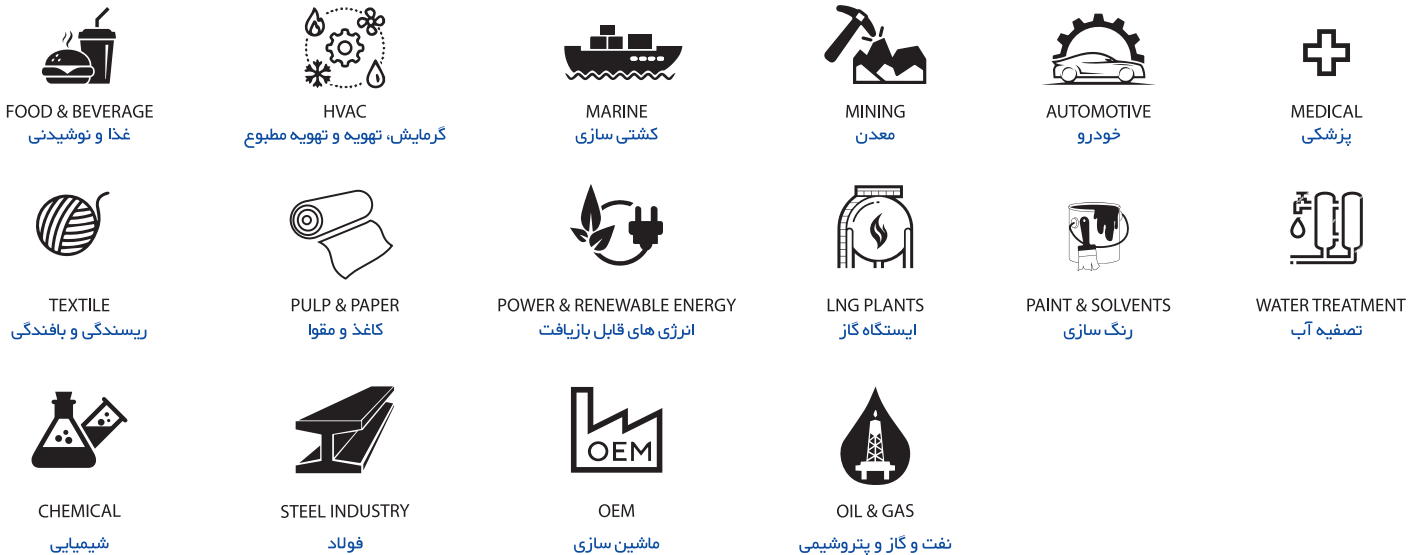 FOOD & BEVERAGE
غذا و نوشیدنی
HVAC
گرمایش، تهویه و تهویه مطبوع
MARINE
کشتی سازی
MINING
معدن
AUTOMOTIVE
خودرو
MEDICAL
پزشکی
TEXTILE
ریسندگی و بافندگی
PULP & PAPER
کاغذ و مقوا
POWER & RENEWABLE ENERGY
انرژی های قابل بازیافت
LNG PLANTS
ایستگاه گاز
PAINT & SOLVENTS
رنگ سازی
WATER TREATMENT
تصفیه آب
CHEMICAL
شیمیایی
STEEL INDUSTRY
فولاد
OEM
OEM
ماشین سازی
OIL & GAS
نفت و گاز و پتروشیمی